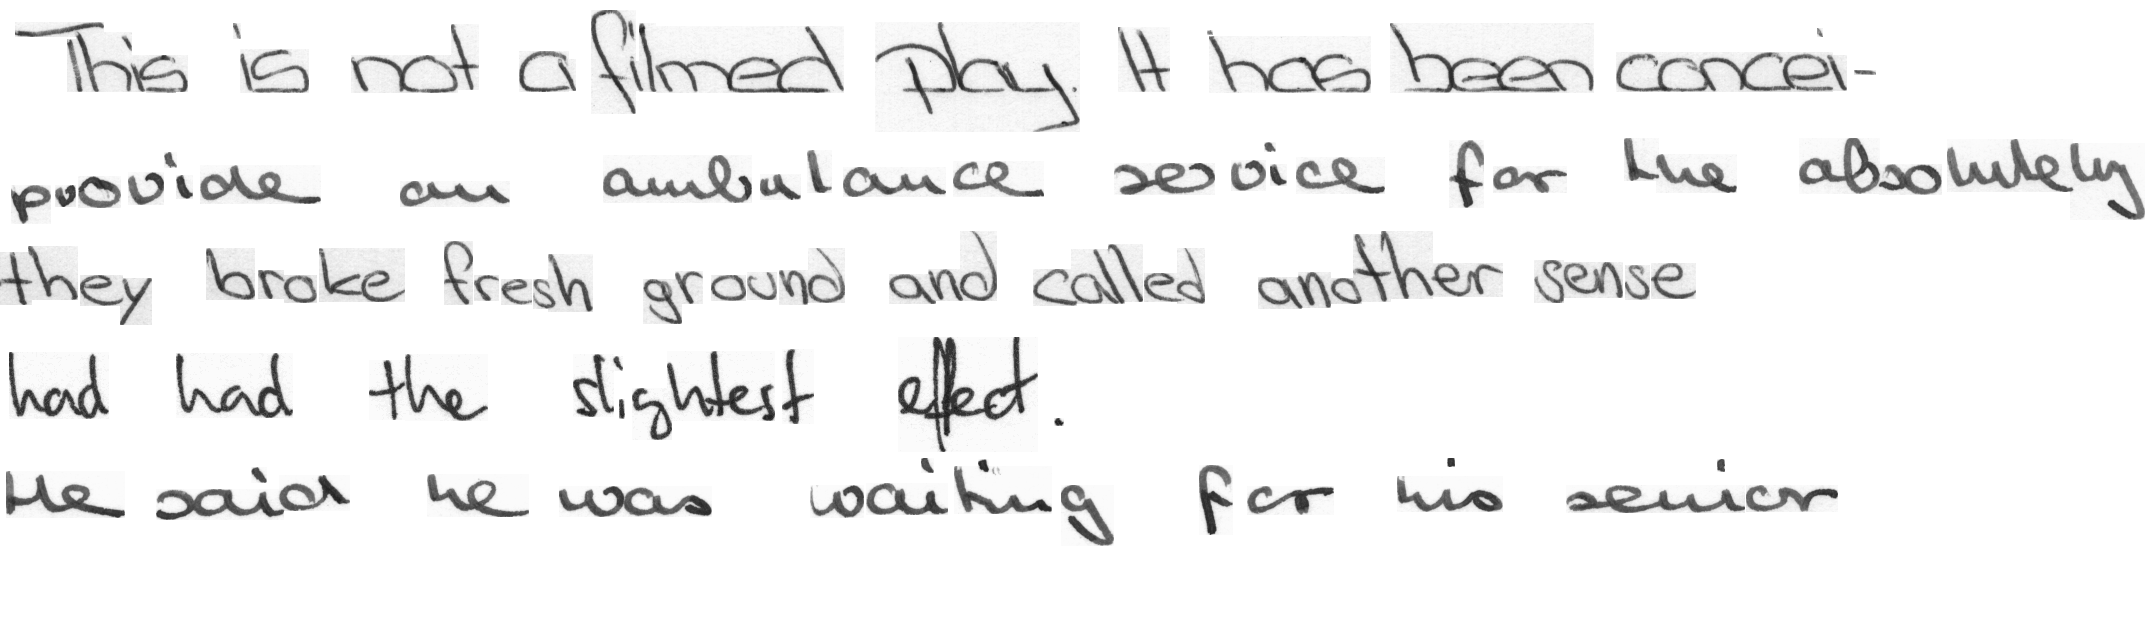 This is not a filmed play. It has been concei-
provide an ambulance service for the absolutely
they broke fresh ground and called another sense
had had the slightest effect.
He said he was waiting for his senior